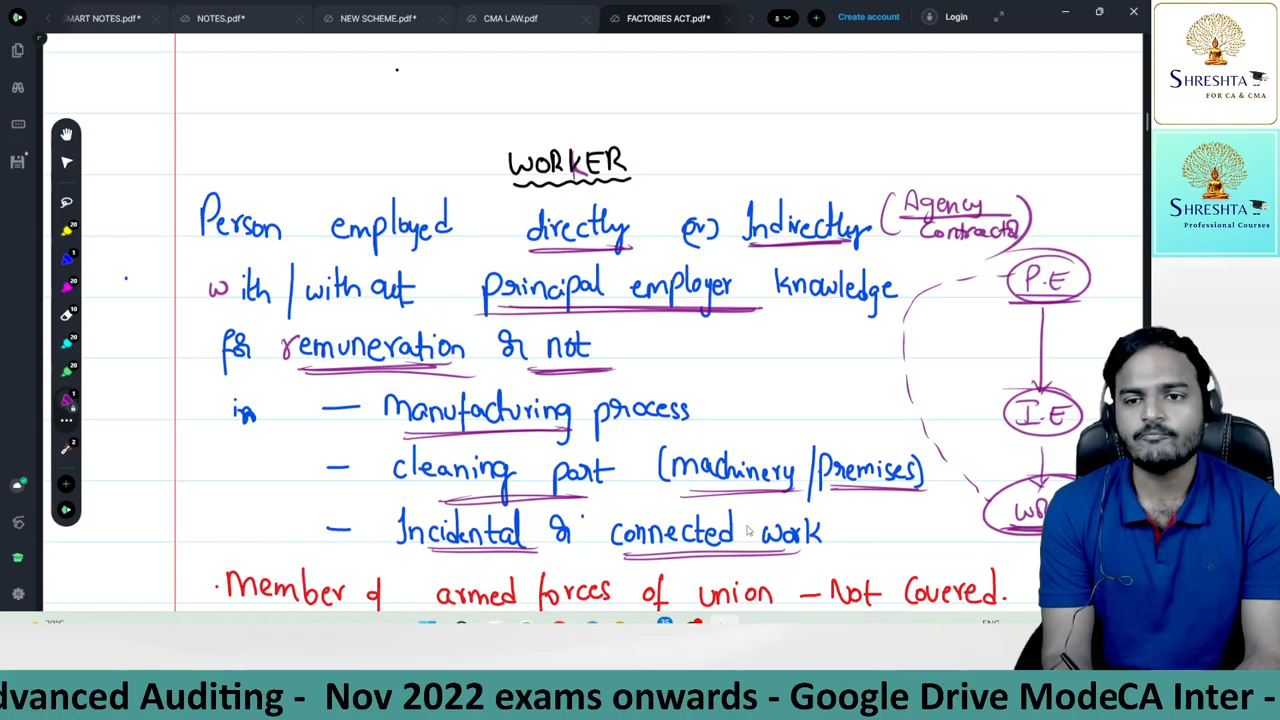 SMART NOTES.pdf*
NOTES.pdf*
NEW SCHEME.pdf*
CMA LAW.pdf
FACTORIES ACT.pdf*
8
Create account
Login
SHRESHTA
FOR CA & CMA
SHRESHTA
Professional Courses
WORKER
Person employed directly (or) Indirectly (Agency Contracts)
with/without principal employer knowledge
P.E
for remuneration or not
in — manufacturing process
I.E
— cleaning part (machinery/premises)
— Incidental or connected work
· Member of armed forces of union – Not Covered.
dvanced Auditing - Nov 2022 exams onwards - Google Drive ModeCA Inter -